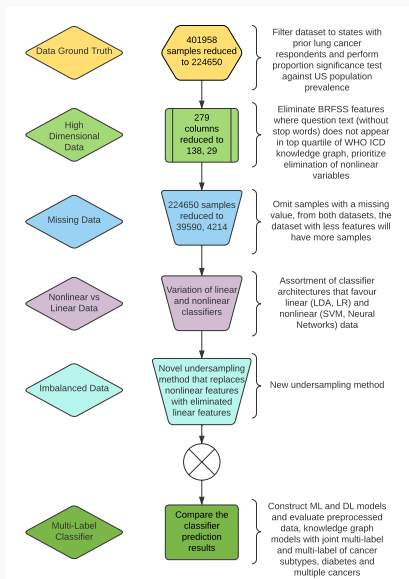 Data Ground Truth
401958
samples reduced
to 224650
Filter dataset to states with
prior lung cancer
respondents and perform
proportion significance test
against US population
prevalence
High
Dimensional
Data
279
columns
reduced to
138, 29
Eliminate BRFSS features
where question text (without
stop words) does not appear
in top quartile of WHO ICD
knowledge graph, prioritize
elimination of nonlinear
variables
Missing Data
224650 samples
reduced to
39590, 4214
Omit samples with a missing
value, from both datasets, the
dataset with less features will
have more samples
Nonlinear vs
Linear Data
Variation of linear
and nonlinear
classifiers
Assortment of classifier
architectures that favour
linear (LDA, LR) and
nonlinear (SVM, Neural
Networks) data
Imbalanced Data
Novel undersampling
method that replaces
nonlinear features
with eliminated
linear features
New undersampling method
Multi-Label
Classifier
Compare the
classifier
prediction
results
Construct ML and DL models
and evaluate preprocessed
data, knowledge graph
models with joint multi-label
and multi-label of cancer
subtypes, diabetes and
multiple cancers